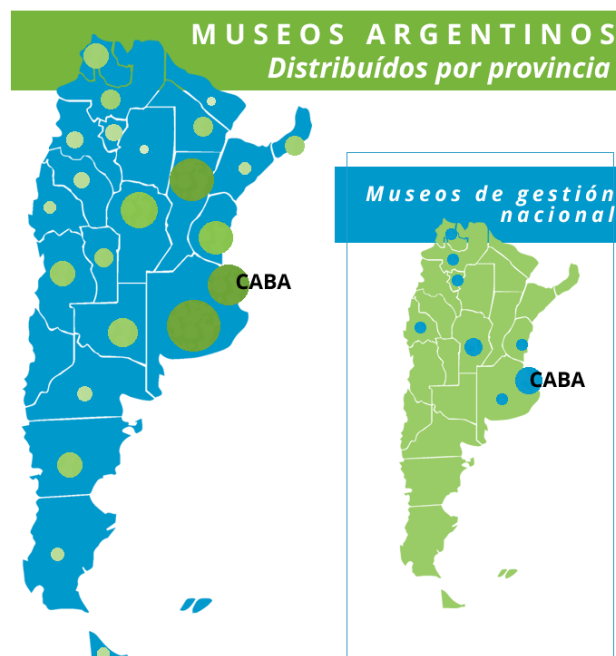 MUSEOS ARGENTINOS
Distribuídos por provincia
Museos de gestión
nacional
CABA
CABA